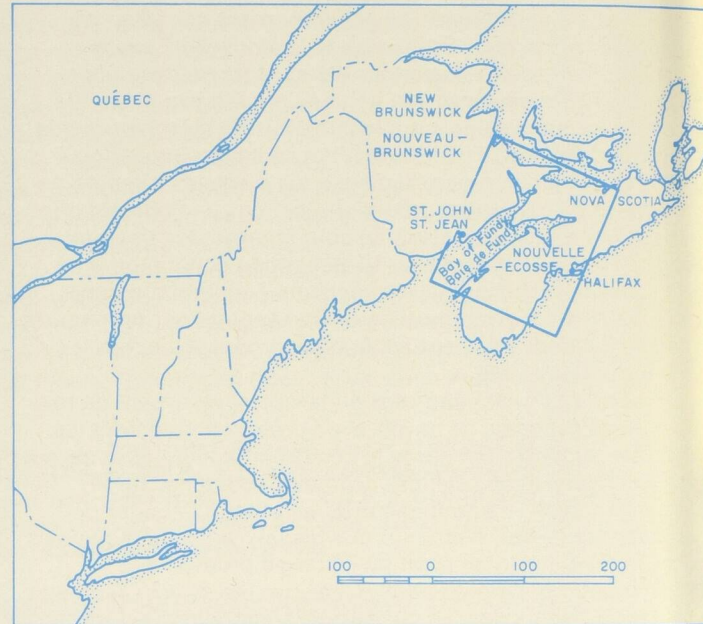 QUÉBEC
NEW
BRUNSWICK
NOUVEAU-
BRUNSWICK
ST. JOHN
ST. JEAN
Bay of Fundy
Baie de Fundy
NOVA SCOTIA
NOUVELLE
-ECOSSE
HALIFAX
100 0 100 200